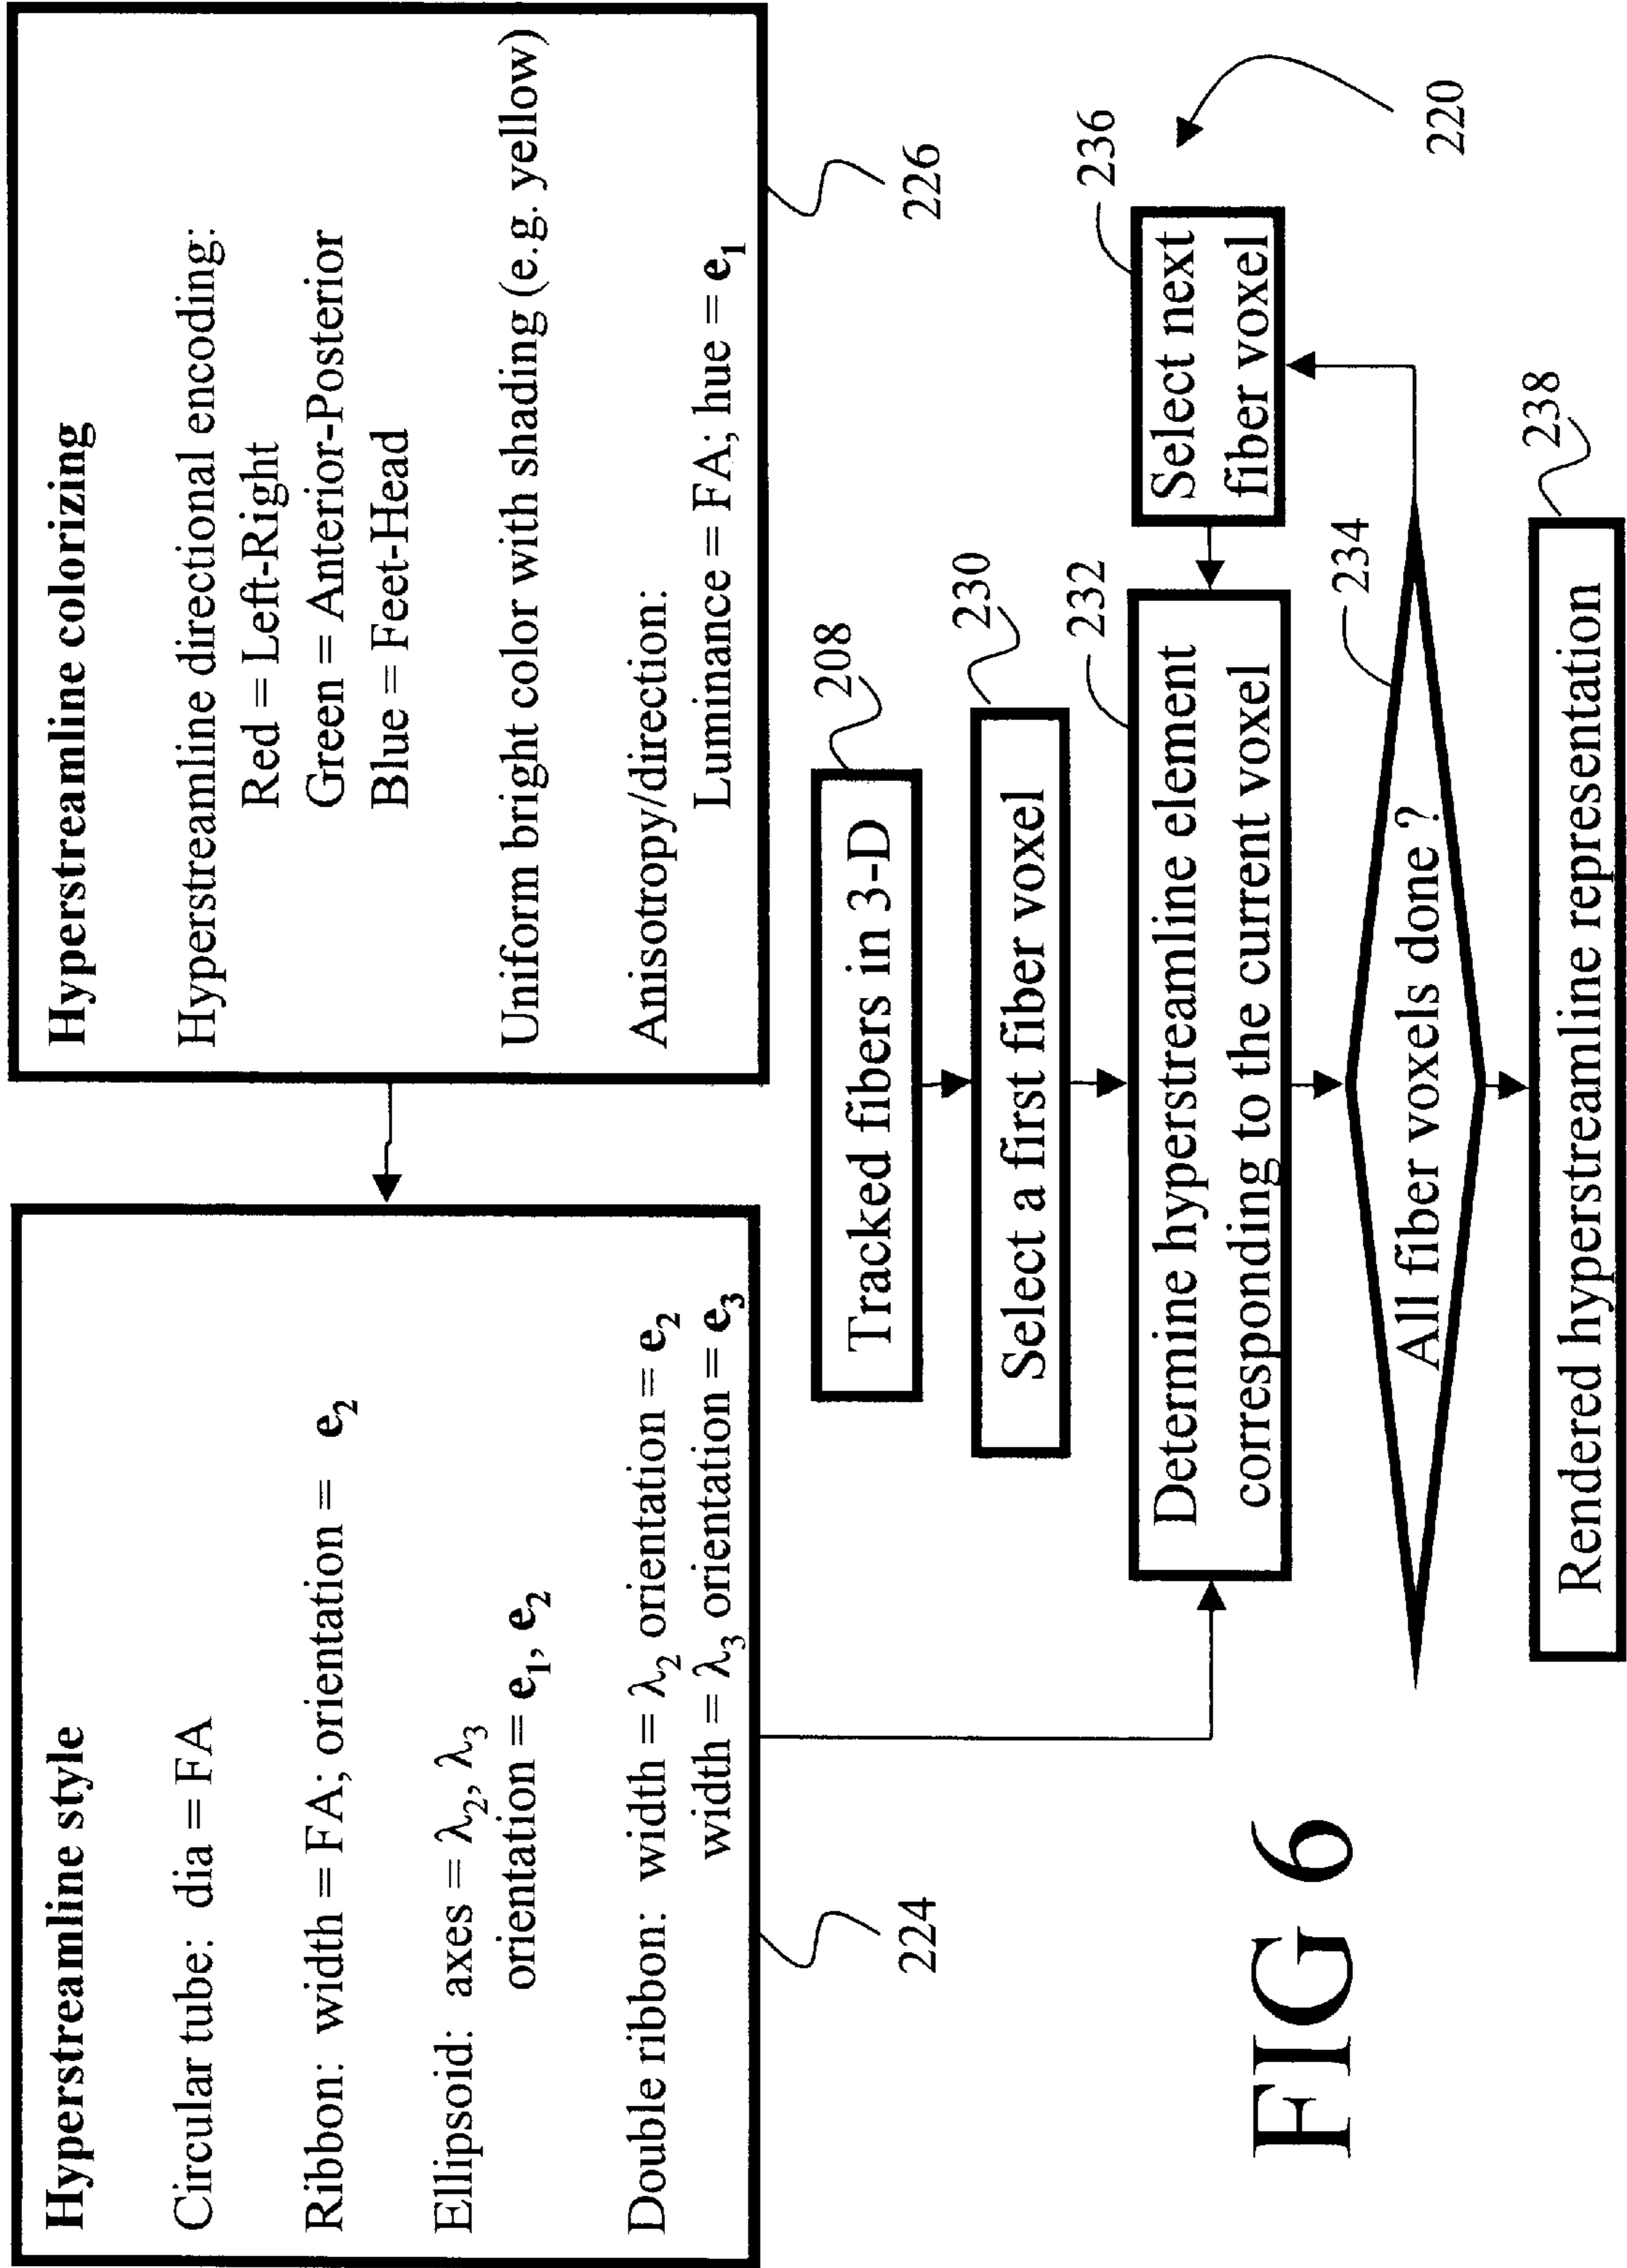 Hyperstreamline style
Circular tube: dia = FA
Ribbon: width = FA; orientation = e₂
Ellipsoid: axes = λ₂, λ₃
orientation = e₁, e₂
Double ribbon: width = λ₂ orientation = e₂
width = λ₃ orientation = e₃
224
Hyperstreamline colorizing
Hyperstreamline directional encoding:
Red = Left-Right
Green = Anterior-Posterior
Blue = Feet-Head
Uniform bright color with shading (e.g. yellow)
Anisotropy/direction:
Luminance = FA; hue = e₁
226
Tracked fibers in 3-D
208
Select a first fiber voxel
230
Determine hyperstreamline element
corresponding to the current voxel
232
Select next
fiber voxel
236
All fiber voxels done ?
234
Rendered hyperstreamline representation
238
220
FIG 6